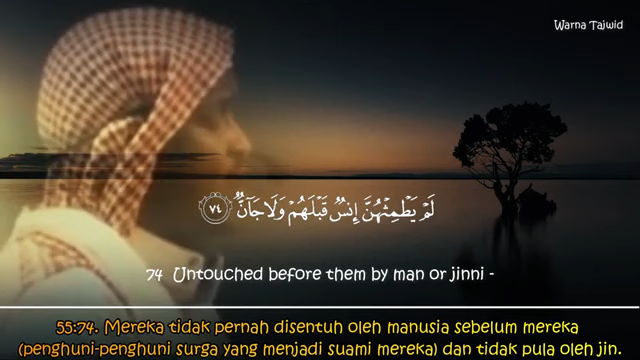 Warna Tajwid
لَمْ يَطْمِثْهُنَّ إِنسٌ قَبْلَهُمْ وَلَا جَآنٌّ ٧٤
74 Untouched before them by man or jinni -
55:74. Mereka tidak pernah disentuh oleh manusia sebelum mereka
(penghuni-penghuni surga yang menjadi suami mereka) dan tidak pula oleh jin.